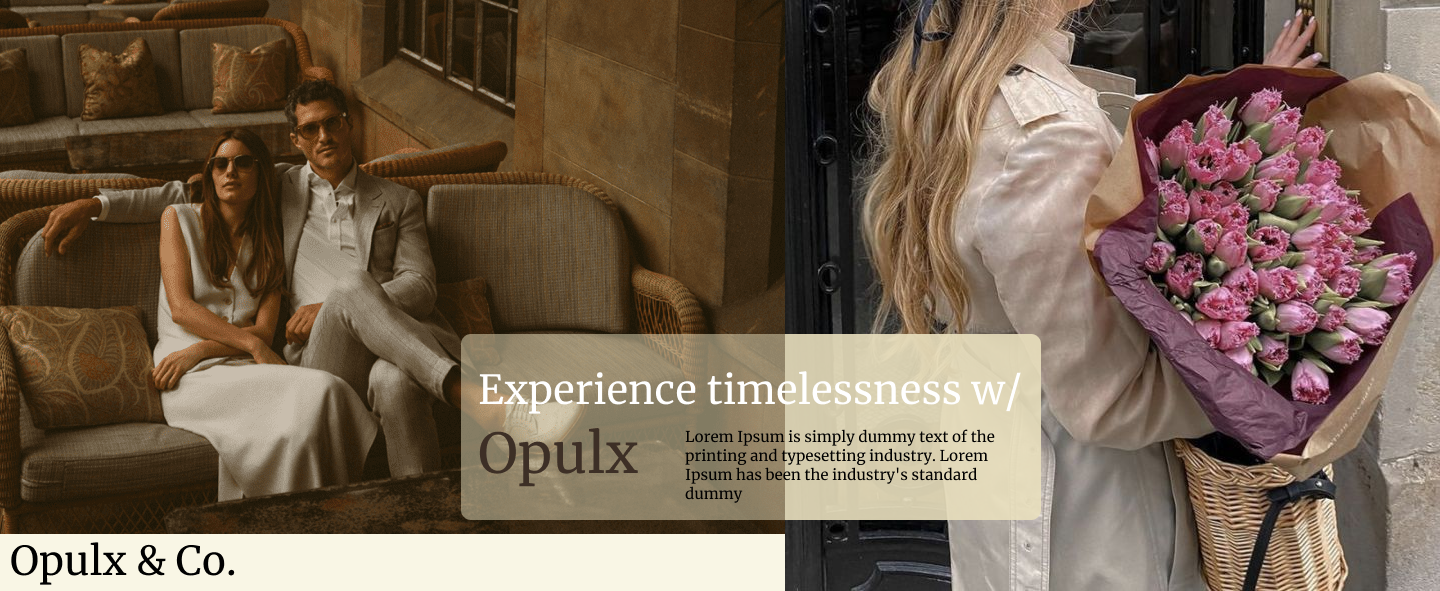 Experience timelessness w/
Opulx
Lorem Ipsum is simply dummy text of the
printing and typesetting industry. Lorem
Ipsum has been the industry's standard
dummy
Opulx & Co.